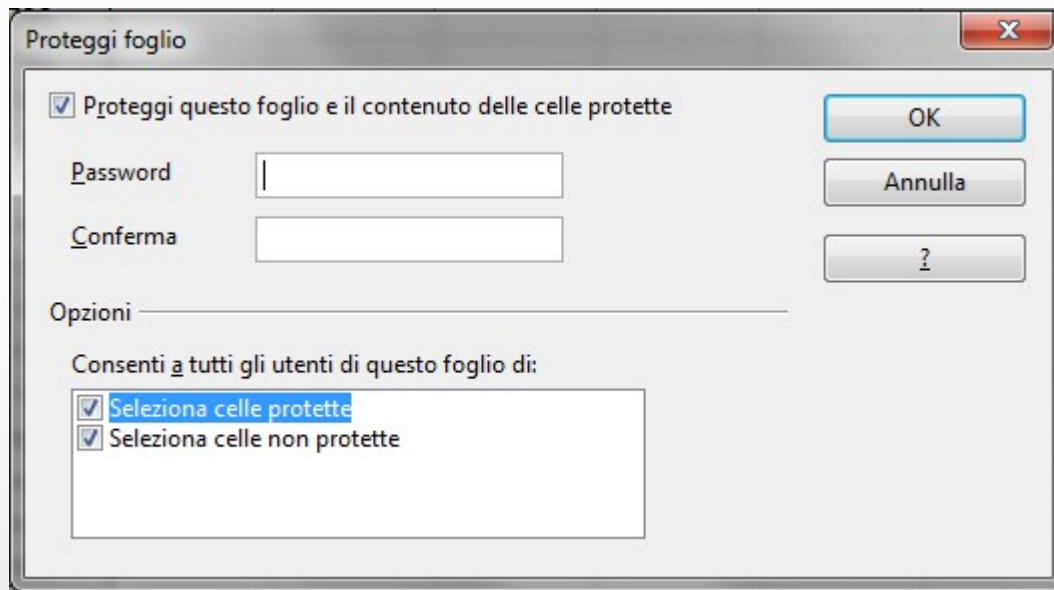 Proteggi foglio
Proteggi questo foglio e il contenuto delle celle protette
OK
Password
Annulla
Conferma
?
Opzioni
Consenti a tutti gli utenti di questo foglio di:
Seleziona celle protette
Seleziona celle non protette